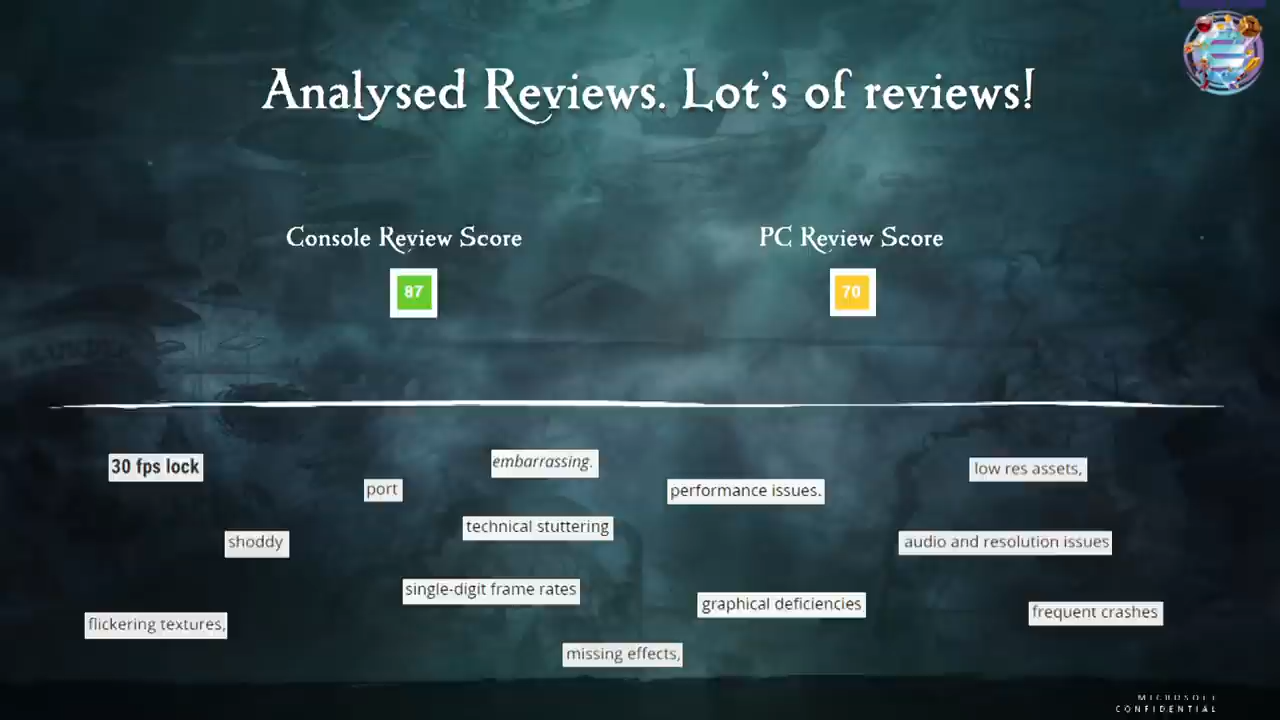 Analysed Reviews. Lot's of reviews!
Console Review Score
PC Review Score
87
70
30 fps lock
embarrassing.
low res assets,
port
performance issues.
technical stuttering
shoddy
audio and resolution issues
single-digit frame rates
graphical deficiencies
frequent crashes
flickering textures,
missing effects,
MICROSOFT
CONFIDENTIAL